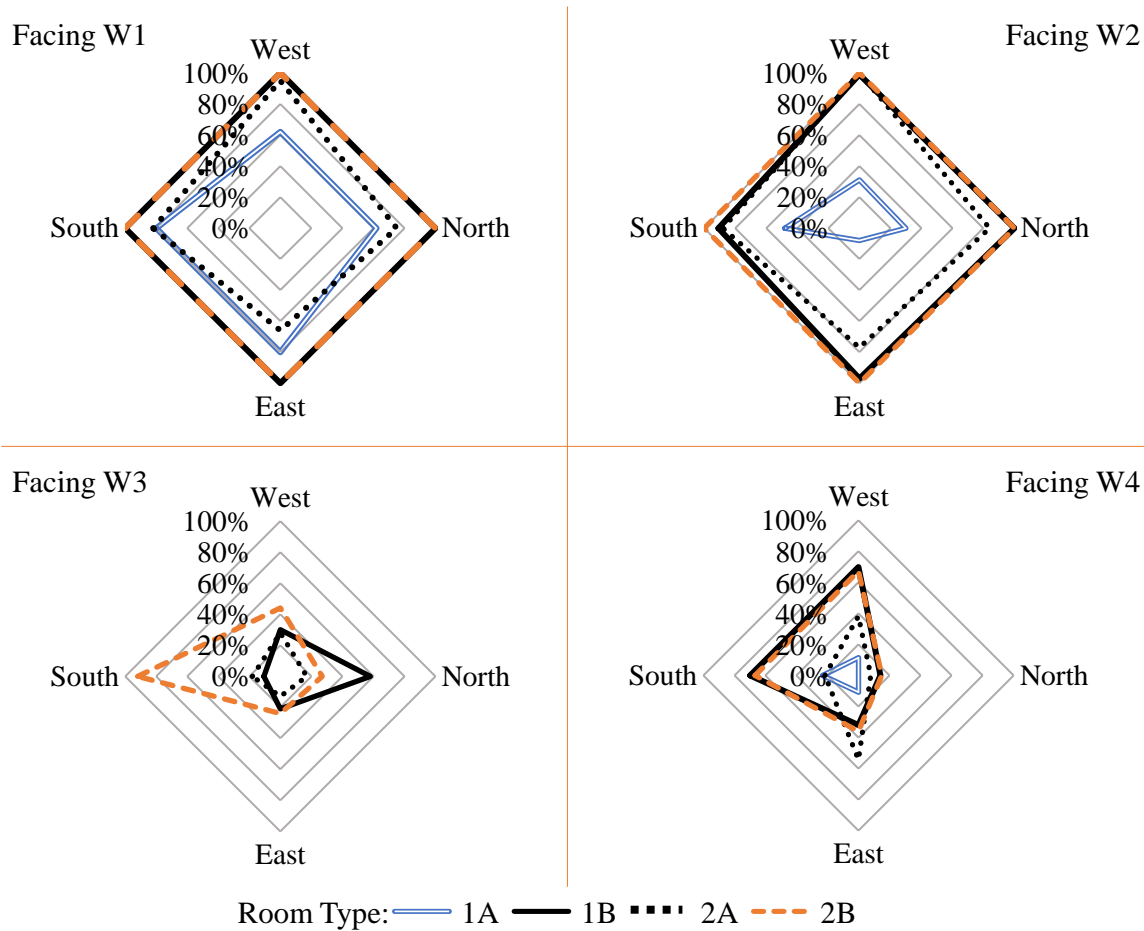 Facing W1
West
100%
80%
60%
40%
20%
0%
South
North
East
Facing W2
West
100%
80%
60%
40%
20%
0%
South
North
East
Facing W3
West
100%
80%
60%
40%
20%
0%
South
North
East
Facing W4
West
100%
80%
60%
40%
20%
0%
South
North
East
Room Type: 1A 1B 2A 2B